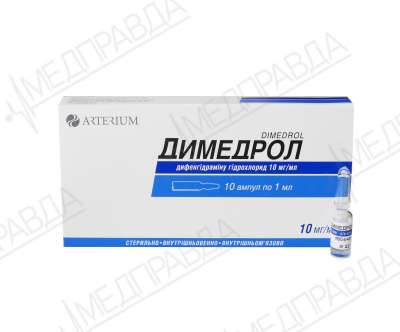 МЕДПРАВДА
ARTERIUM
DIMEDROL
ДИМЕДРОЛ
дифенгідраміну гідрохлорид 10 мг/мл
10 ампул по 1 мл
10 мг/м
СТЕРИЛЬНО • ВНУТРІШНЬОВЕННО • ВНУТРІШНЬОМ'ЯЗОВО